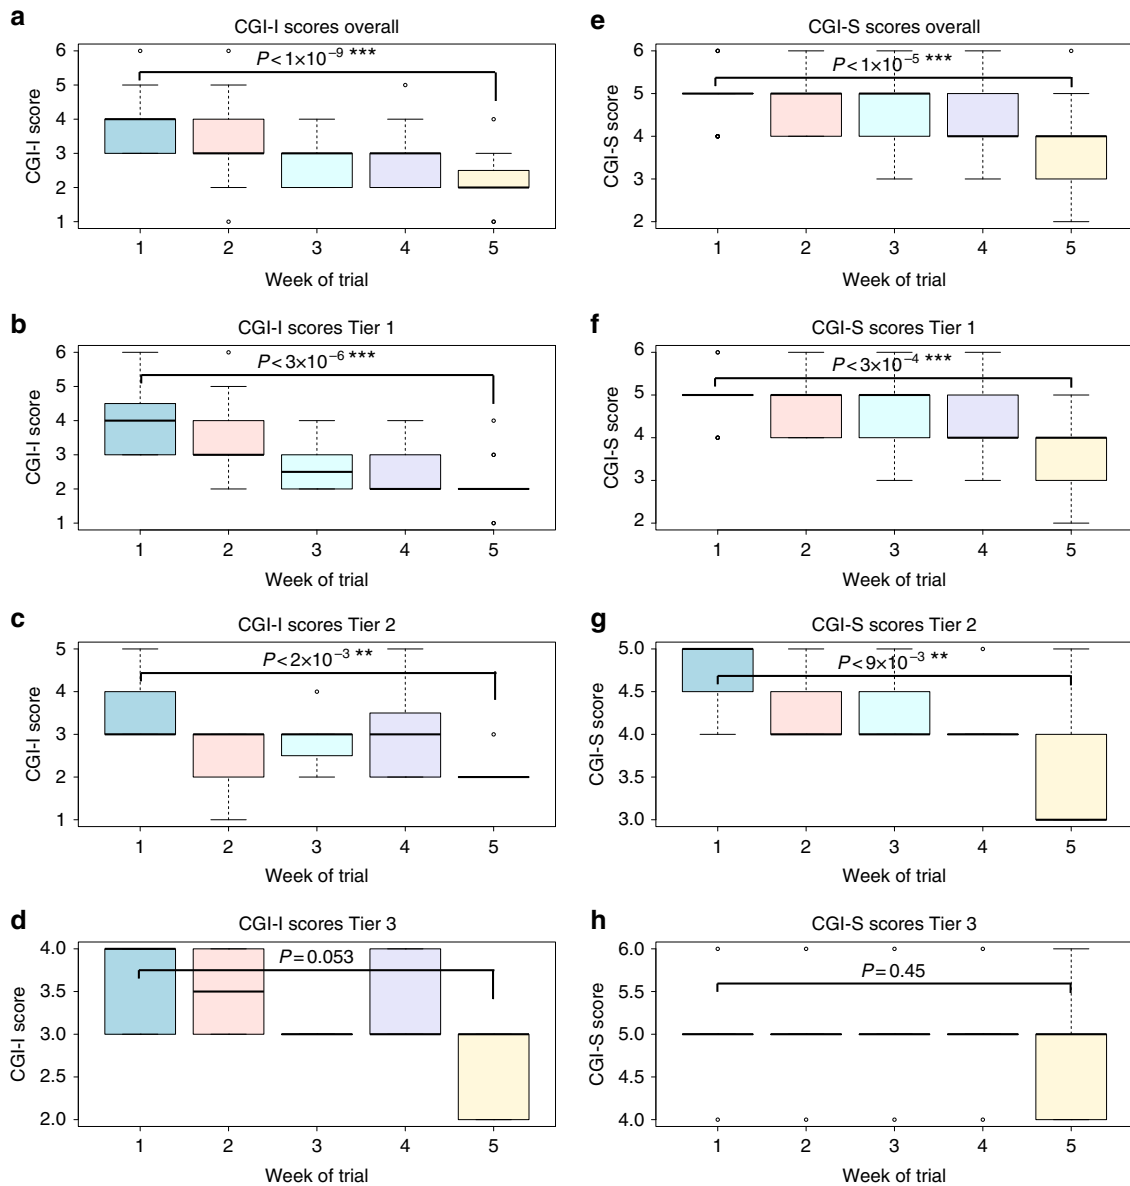 a
CGI-I scores overall
P < 1×10⁻⁹ ***
CGI-I score
6
5
4
3
2
1
1 2 3 4 5
Week of trial
e
CGI-S scores overall
P < 1×10⁻⁵ ***
CGI-S score
6
5
4
3
2
1 2 3 4 5
Week of trial
b
CGI-I scores Tier 1
P < 3×10⁻⁶ ***
CGI-I score
6
5
4
3
2
1
1 2 3 4 5
Week of trial
f
CGI-S scores Tier 1
P < 3×10⁻⁴ ***
CGI-S score
6
5
4
3
2
1 2 3 4 5
Week of trial
c
CGI-I scores Tier 2
P < 2×10⁻³ **
CGI-I score
5
4
3
2
1
1 2 3 4 5
Week of trial
g
CGI-S scores Tier 2
P < 9×10⁻³ **
CGI-S score
5.0
4.5
4.0
3.5
3.0
1 2 3 4 5
Week of trial
d
CGI-I scores Tier 3
P = 0.053
CGI-I score
4.0
3.5
3.0
2.5
2.0
1 2 3 4 5
Week of trial
h
CGI-S scores Tier 3
P = 0.45
CGI-S score
6.0
5.5
5.0
4.5
4.0
1 2 3 4 5
Week of trial